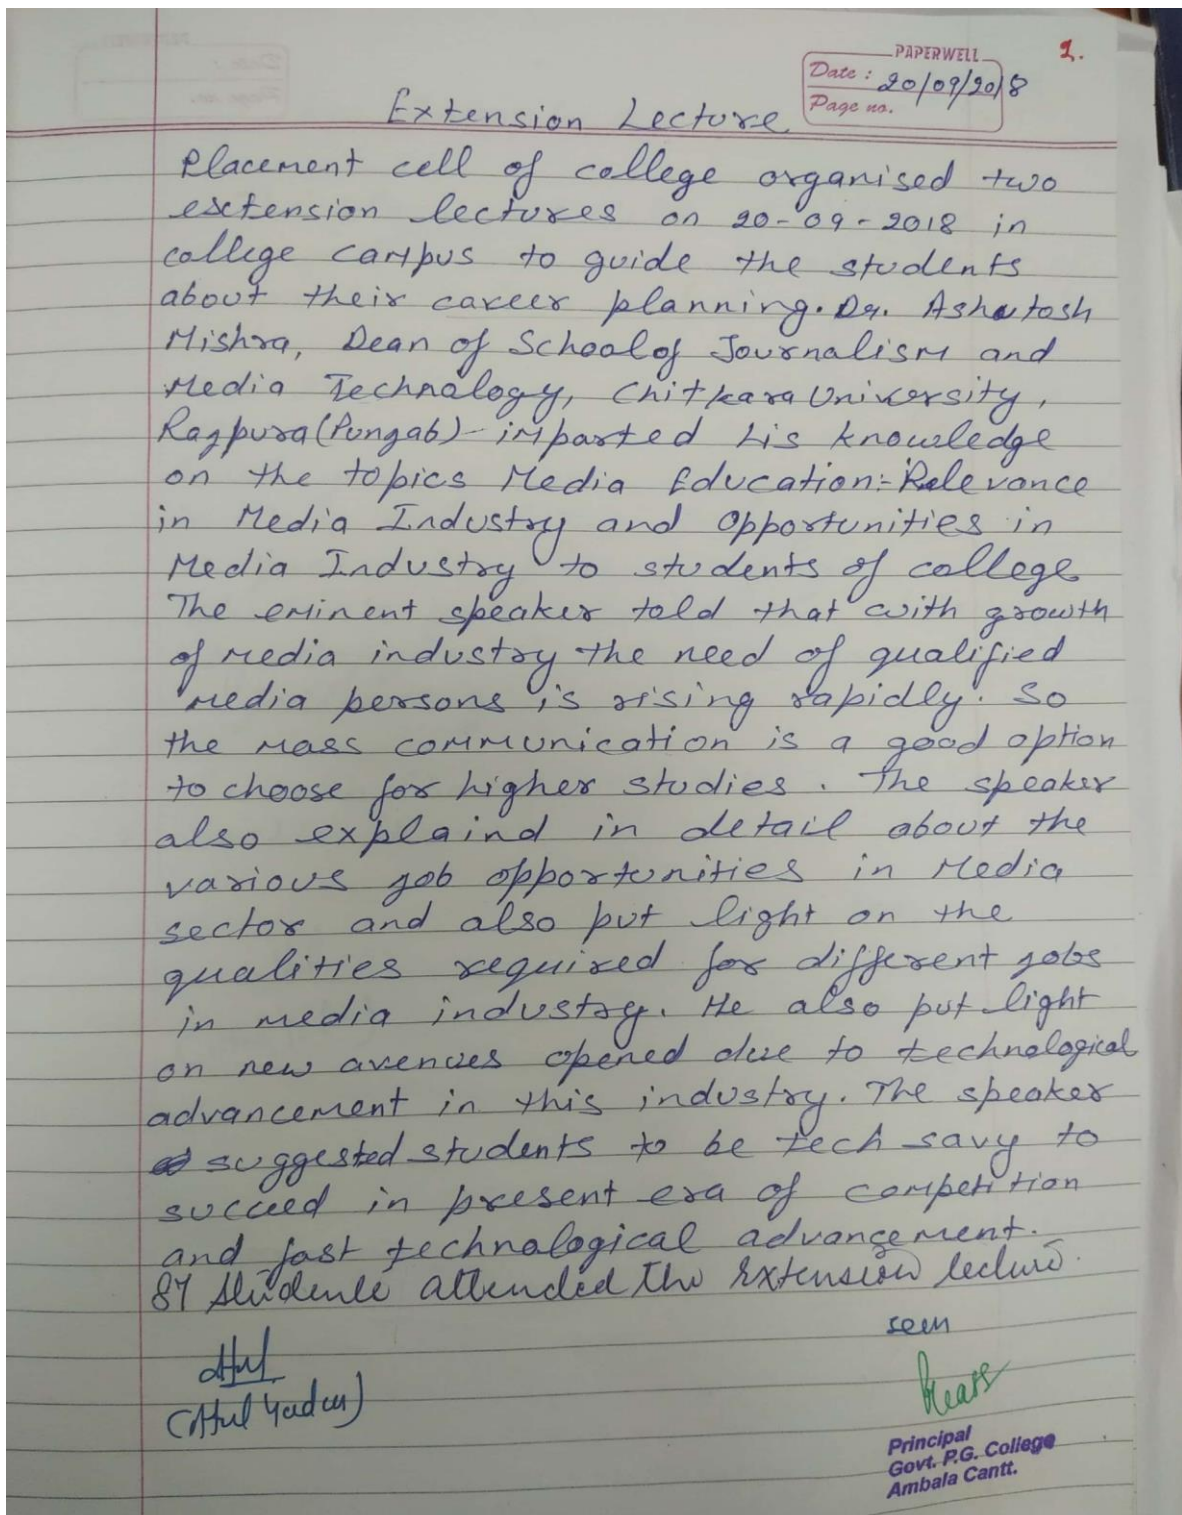 PAPERWELL
1.
Date : 20/09/2018
Page no.
Extension Lecture
Placement cell of college organised two
extension lectures on 20-09-2018 in
college campus to guide the students
about their career planning. Dr. Ashutosh
Mishra, Dean of School of Journalism and
Media Technology, Chitkara University,
Rajpura (Punjab) - imparted his knowledge
on the topics Media Education:- Relevance
in Media Industry and Opportunities in
Media Industry to students of college
The eminent speaker told that with growth
of media industry the need of qualified
media persons is rising rapidly. So
the mass communication is a good option
to choose for higher studies. The speaker
also explaind in detail about the
various job opportunities in Media
sector and also put light on the
qualities required for different jobs
in media industry. He also put light
on new avenues opened due to technological
advancement in this industry. The speaker
suggested students to be tech savy to
succeed in present era of competition
and fast technological advancement.
87 Students attended the extension lecture.
seen
(Atul Yadav)
Principal
Govt. P.G. College
Ambala Cantt.